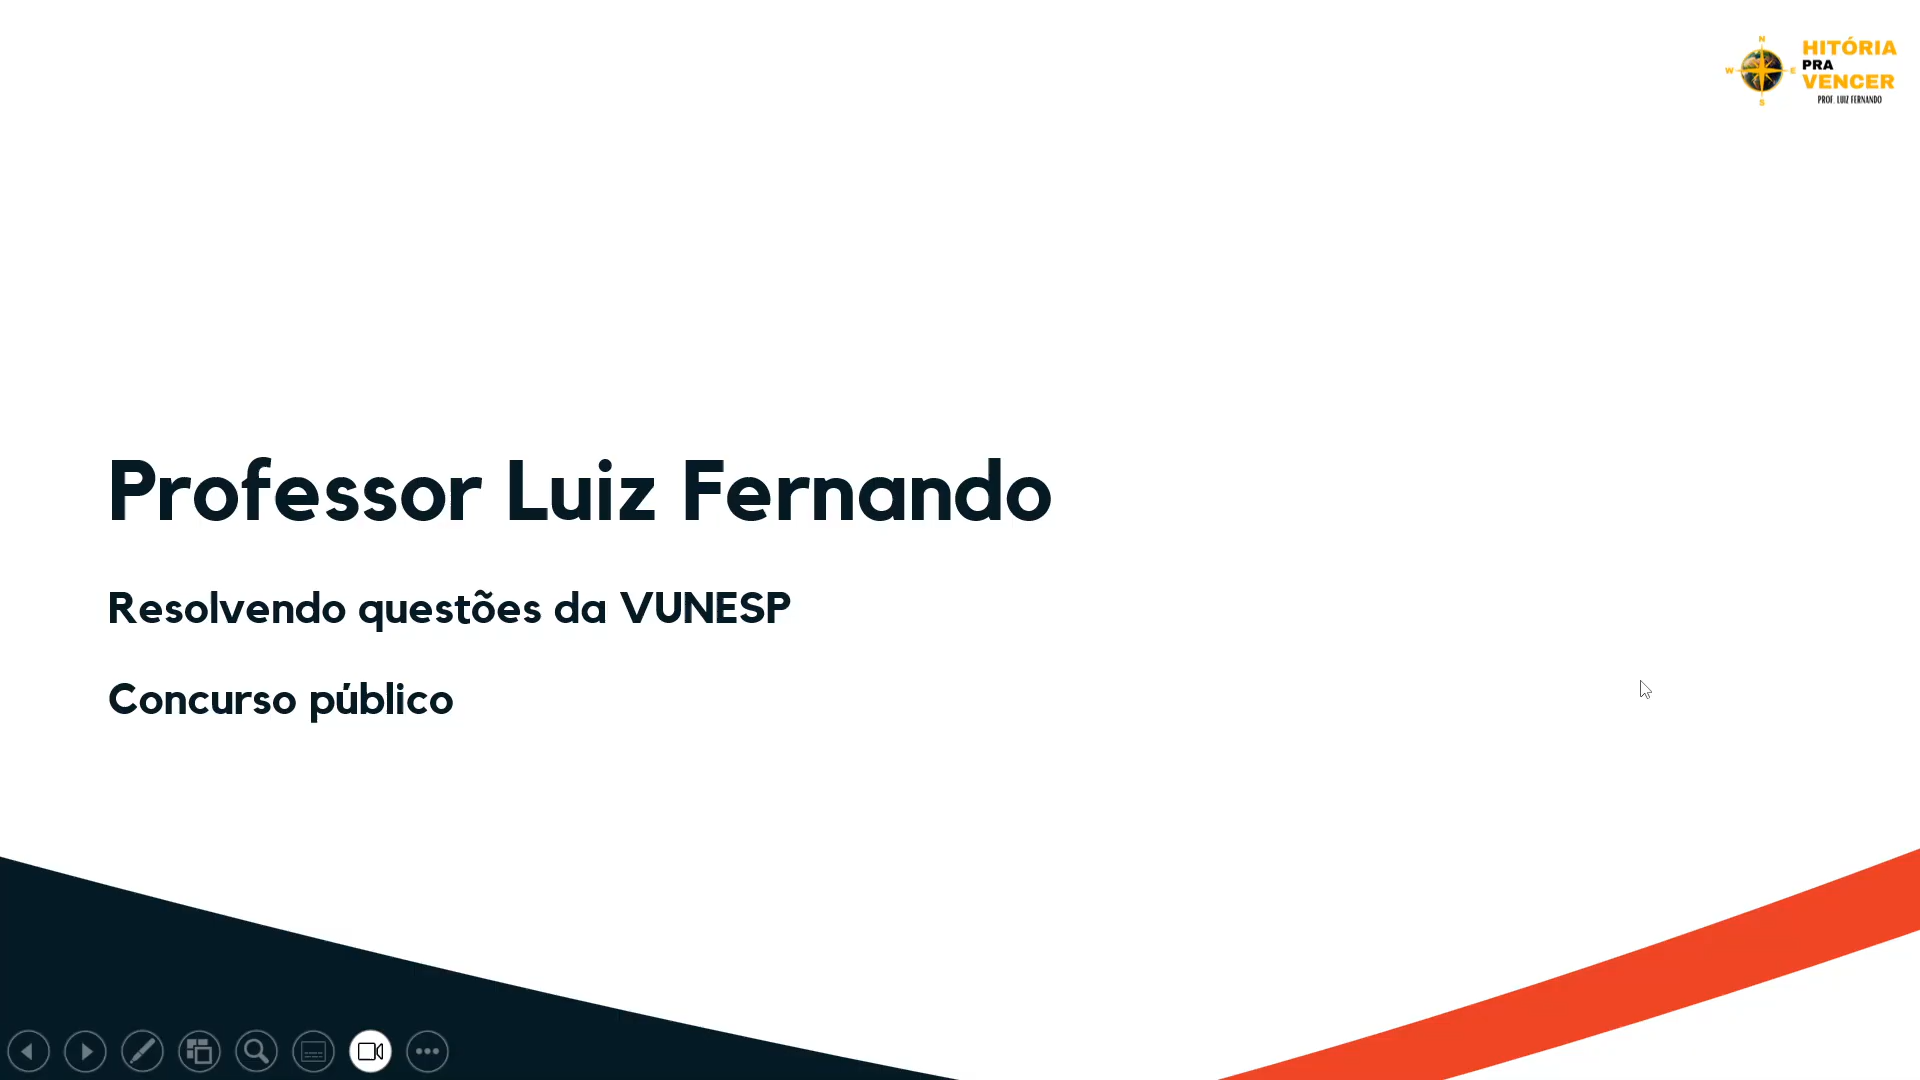 N
W
E
S
HITÓRIA
PRA
VENCER
PROF. LUIZ FERNANDO
Professor Luiz Fernando
Resolvendo questões da VUNESP
Concurso público